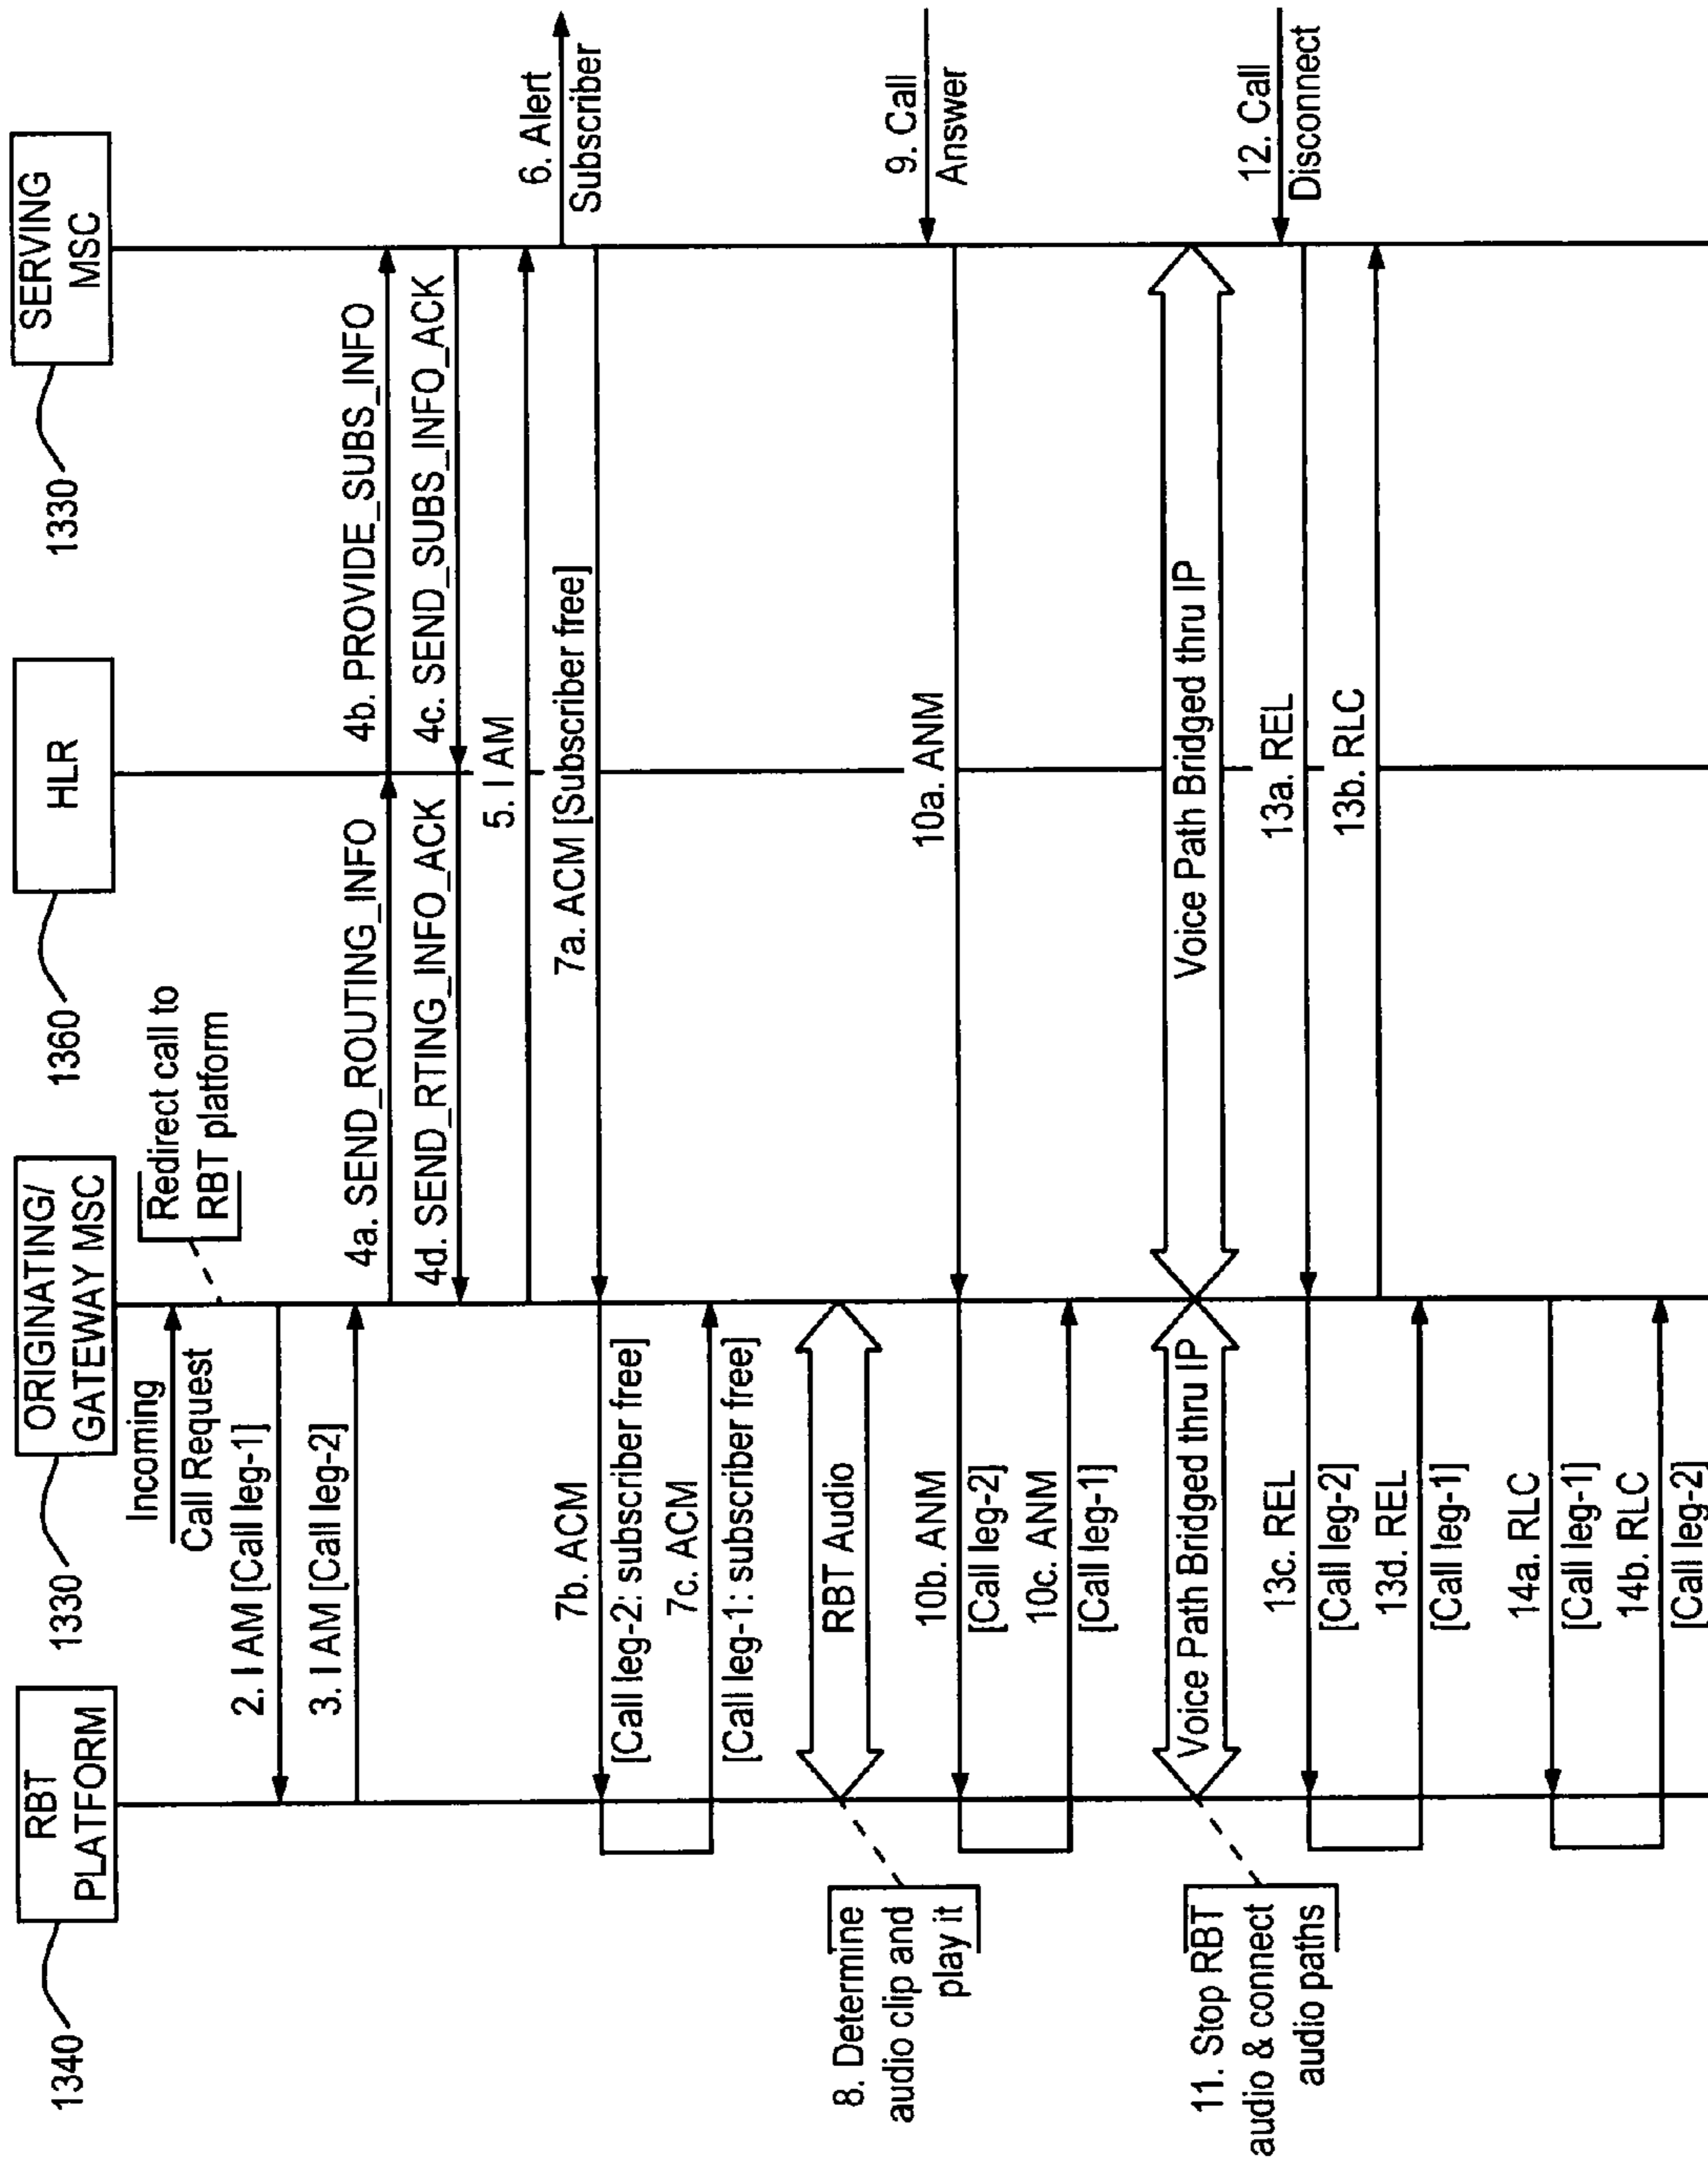 1340
RBT
PLATFORM
1330
ORIGINATING/
GATEWAY MSC
1360
HLR
1330
SERVING
MSC
Incoming
Call Request
Redirect call to
RBT platform
2. I AM [Call leg-1]
3. I AM [Call leg-2]
4a. SEND_ROUTING_INFO
4b. PROVIDE_SUBS_INFO
4d. SEND_RTING_INFO_ACK
4c. SEND_SUBS_INFO_ACK
5. I AM
6. Alert
Subscriber
7a. ACM [Subscriber free]
7b. ACM
[Call leg-2: subscriber free]
7c. ACM
[Call leg-1: subscriber free]
8. Determine
audio clip and
play it
RBT Audio
9. Call
Answer
10a. ANM
10b. ANM
[Call leg-2]
10c. ANM
[Call leg-1]
11. Stop RBT
audio & connect
audio paths
Voice Path Bridged thru IP
Voice Path Bridged thru IP
12. Call
Disconnect
13a. REL
13b. RLC
13c. REL
[Call leg-2]
13d. REL
[Call leg-1]
14a. RLC
[Call leg-1]
14b. RLC
[Call leg-2]